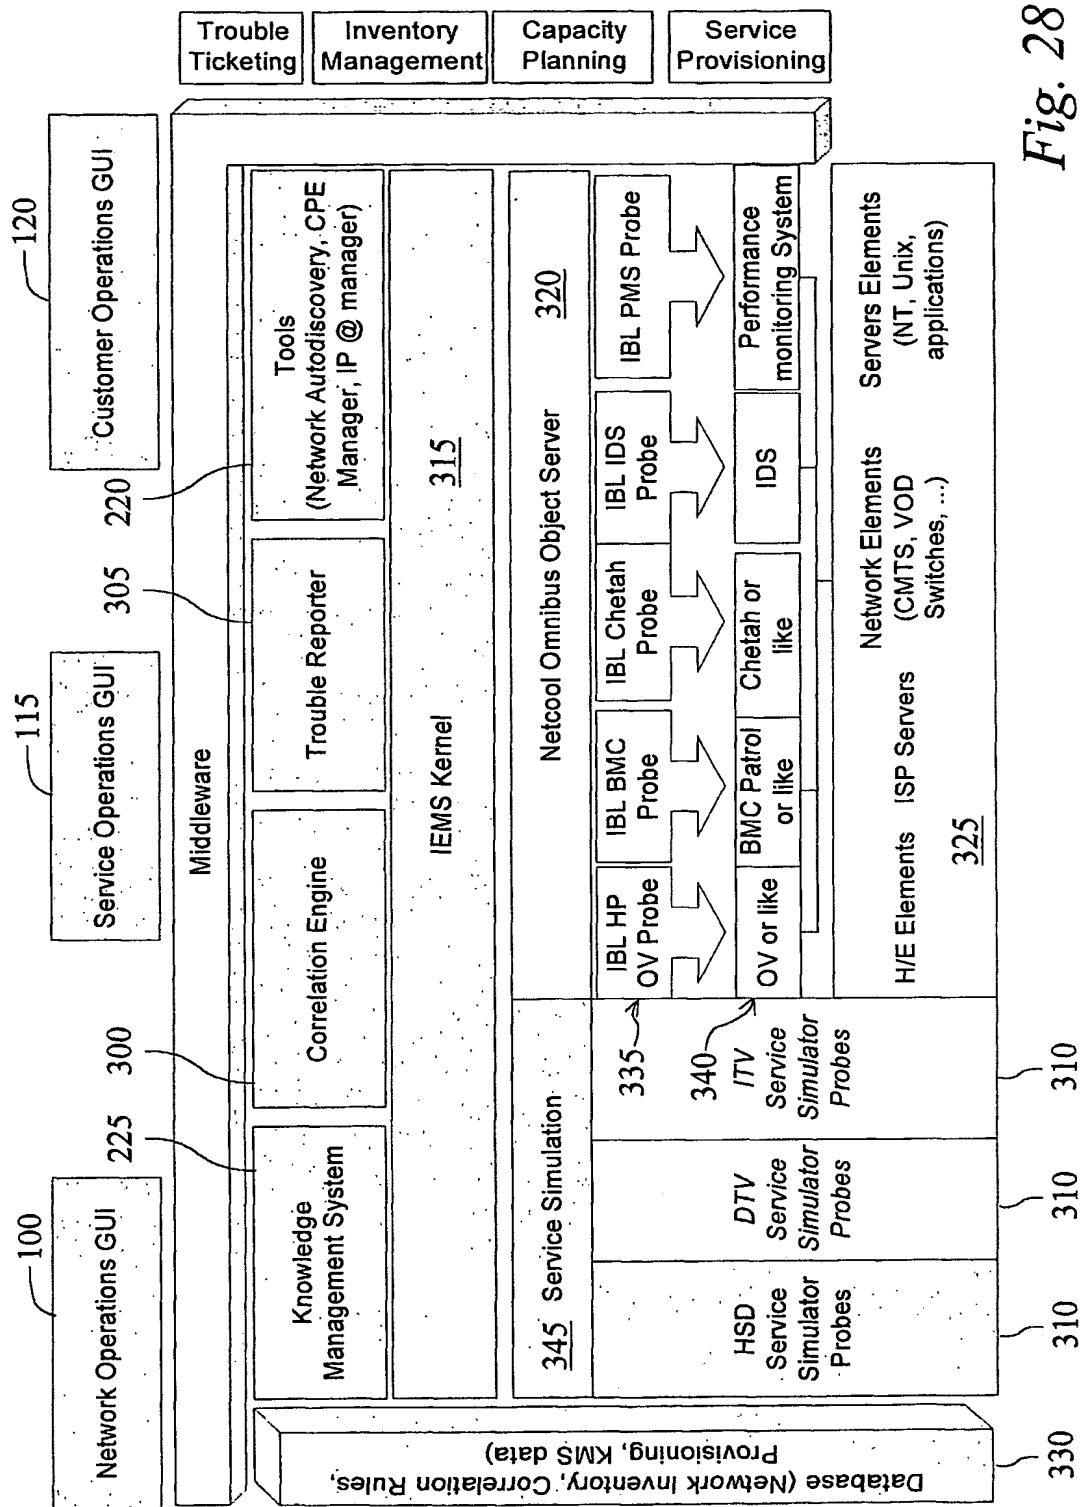 100
Network Operations GUI
115
Service Operations GUI
120
Customer Operations GUI
Middleware
Trouble
Ticketing
Inventory
Management
Capacity
Planning
Service
Provisioning
225
Knowledge
Management System
300
Correlation Engine
305
Trouble Reporter
220
Tools
(Network Autodiscovery, CPE
Manager, IP @ manager)
IEMS Kernel
315
345
Service Simulation
Netcool Omnibus Object Server
320
335
IBL HP
OV Probe
IBL BMC
Probe
IBL Chetah
Probe
IBL IDS
Probe
IBL PMS Probe
340
OV or like
BMC Patrol
or like
Chetah or
like
IDS
Performance
monitoring System
HSD
Service
Simulator
Probes
DTV
Service
Simulator
Probes
ITV
Service
Simulator
Probes
H/E Elements
ISP Servers
Network Elements
(CMTS, VOD
Switches, ...)
Servers Elements
(NT, Unix,
applications)
325
310
310
310
Database (Network Inventory, Correlation Rules,
Provisioning, KMS data)
330
Fig. 28